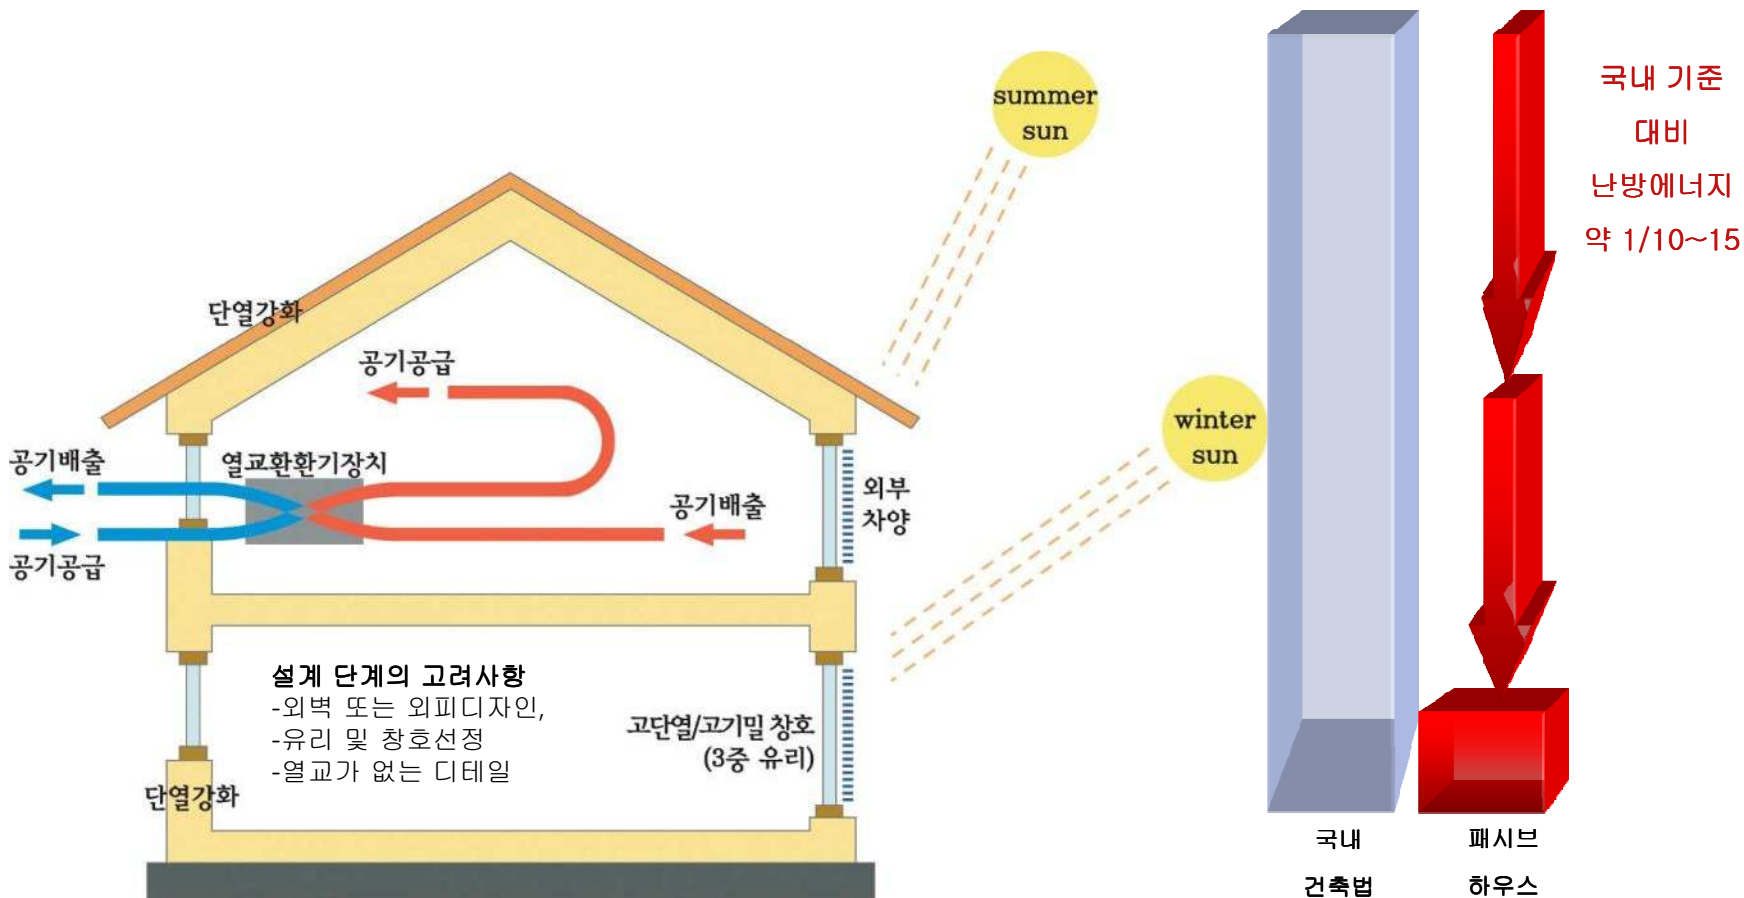 summer
sun
국내 기준
대비
난방에너지
약 1/10~15
단열강화
공기공급
winter
sun
공기배출
열교환환기장치
공기배출
외부
차양
공기공급
설계 단계의 고려사항
-외벽 또는 외피디자인,
-유리 및 창호선정
-열교가 없는 디테일
고단열/고기밀 창호
(3중 유리)
단열강화
국내
건축법
패시브
하우스